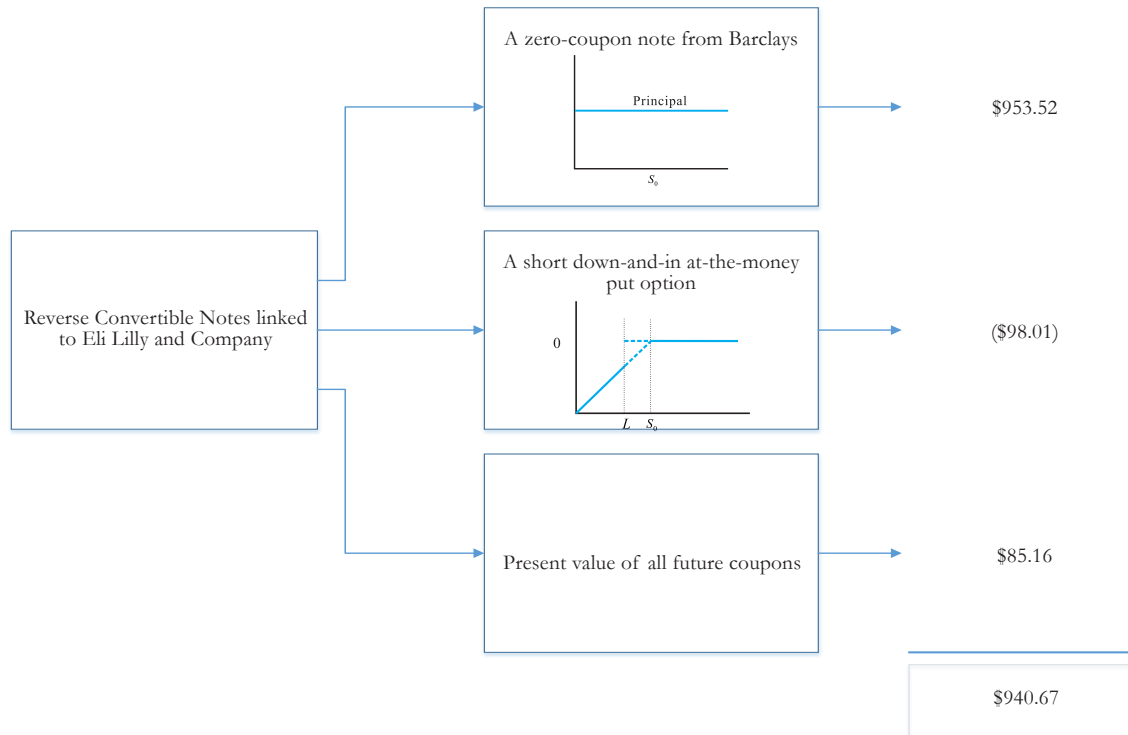 A zero-coupon note from Barclays
Principal
S₀
$953.52
Reverse Convertible Notes linked
to Eli Lilly and Company
A short down-and-in at-the-money
put option
0
L S₀
($98.01)
Present value of all future coupons
$85.16
$940.67